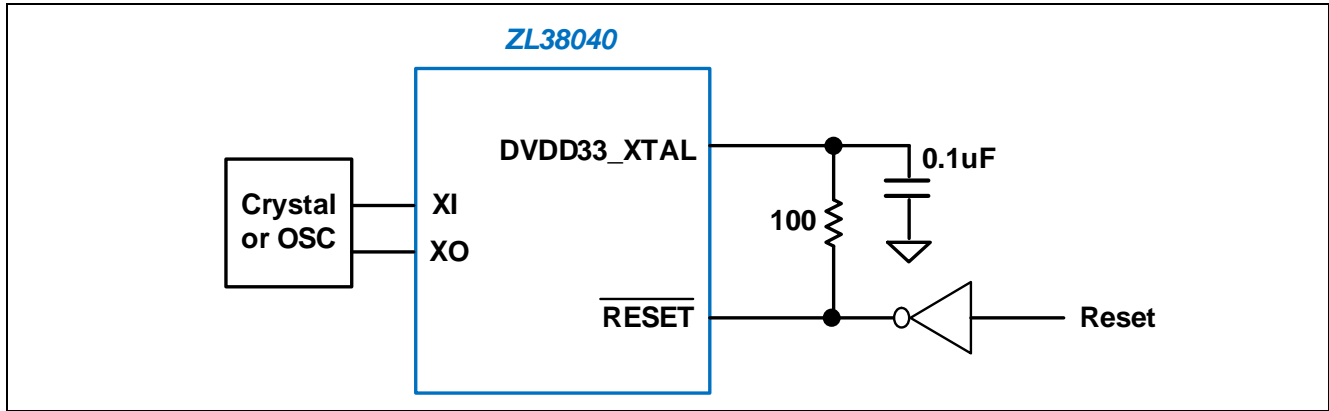 ZL38040
DVDD33_XTAL
0.1uF
Crystal
or OSC
XI
XO
100
RESET
Reset